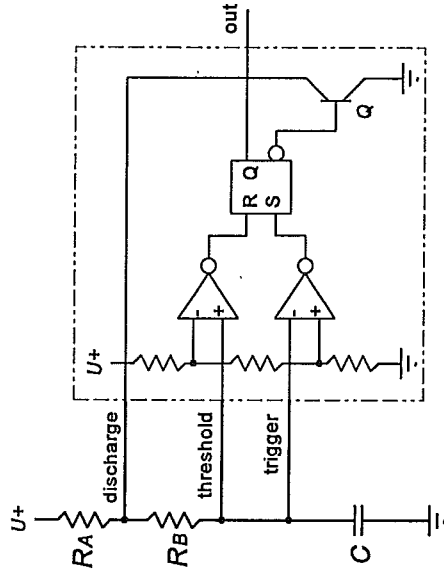 out
U+
U+
RA
discharge
RB
threshold
trigger
C
-
+
-
+
R
S
Q
Q